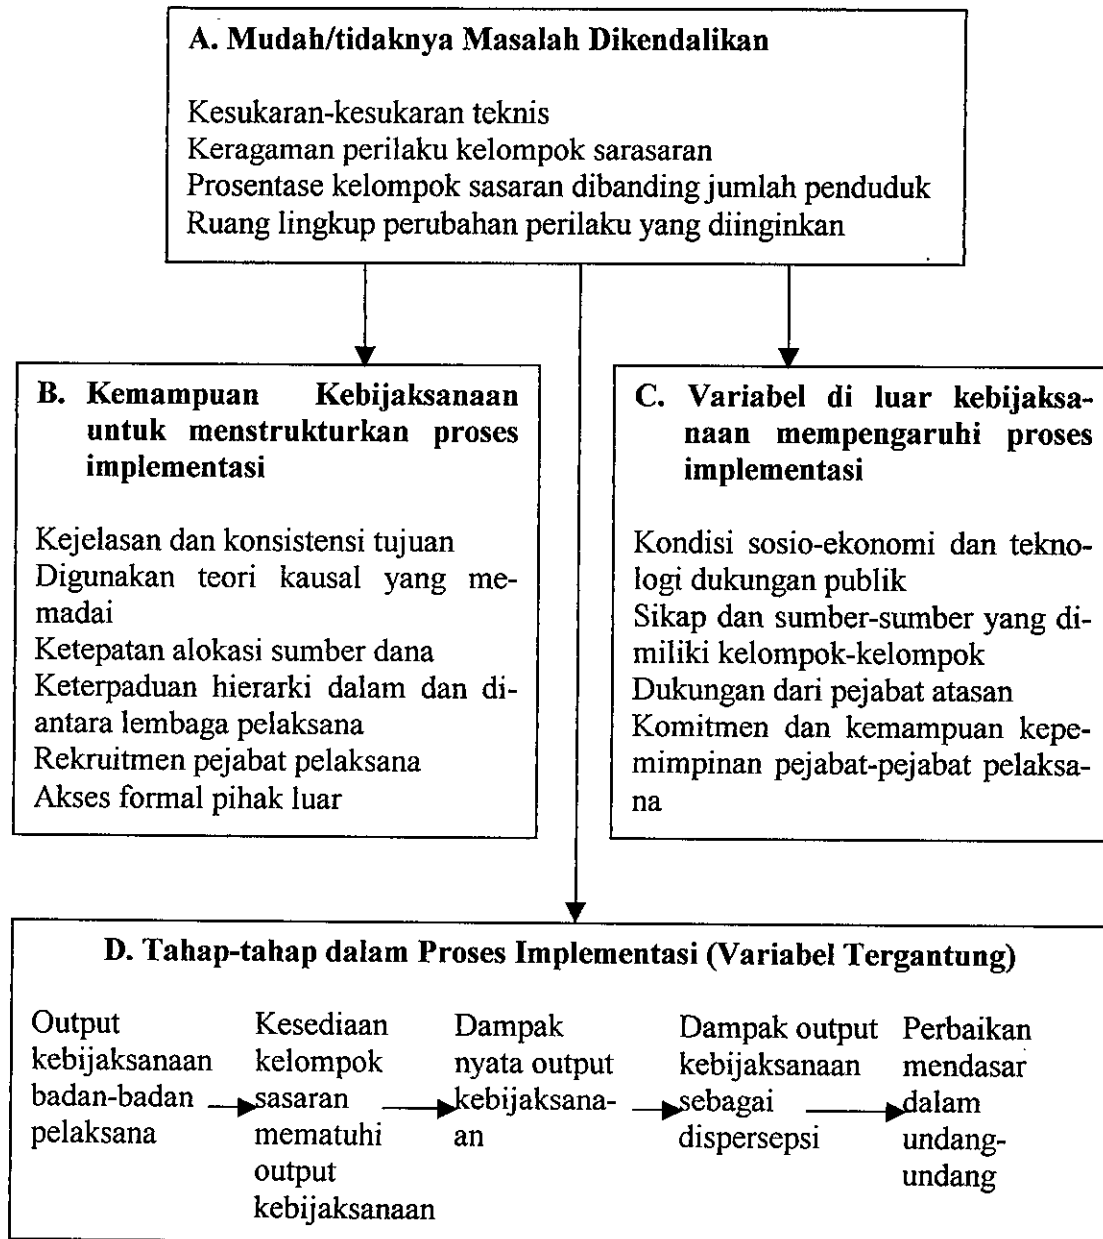 A. Mudah/tidaknya Masalah Dikendalikan
Kesukaran-kesukaran teknis
Keragaman perilaku kelompok sarasaran
Prosentase kelompok sasaran dibanding jumlah penduduk
Ruang lingkup perubahan perilaku yang diinginkan
B. Kemampuan Kebijaksanaan
untuk menstrukturkan proses
implementasi
Kejelasan dan konsistensi tujuan
Digunakan teori kausal yang me-
madai
Ketepatan alokasi sumber dana
Keterpaduan hierarki dalam dan di-
antara lembaga pelaksana
Rekruitmen pejabat pelaksana
Akses formal pihak luar
C. Variabel di luar kebijaksa-
naan mempengaruhi proses
implementasi
Kondisi sosio-ekonomi dan tekno-
logi dukungan publik
Sikap dan sumber-sumber yang di-
miliki kelompok-kelompok
Dukungan dari pejabat atasan
Komitmen dan kemampuan kepe-
mimpinan pejabat-pejabat pelaksa-
na
D. Tahap-tahap dalam Proses Implementasi (Variabel Tergantung)
Output
kebijaksanaan
badan-badan
pelaksana
Kesediaan
kelompok
sasaran
mematuhi
output
kebijaksanaan
Dampak
nyata output
kebijaksana-
an
Dampak output
kebijaksanaan
sebagai
dispersepsi
Perbaikan
mendasar
dalam
undang-
undang